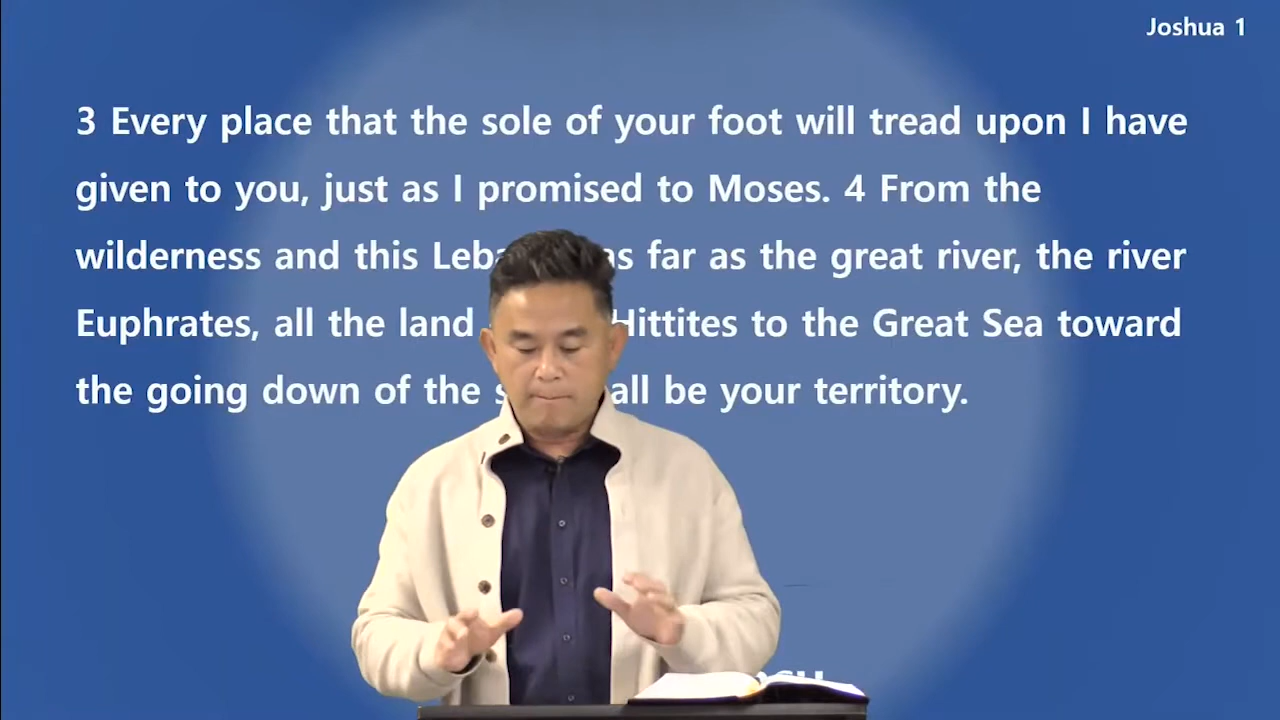 Joshua 1
3 Every place that the sole of your foot will tread upon I have
given to you, just as I promised to Moses. 4 From the
wilderness and this as far as the great river, the river
Euphrates, all the land Hittites to the Great Sea toward
the going down of the be your territory.